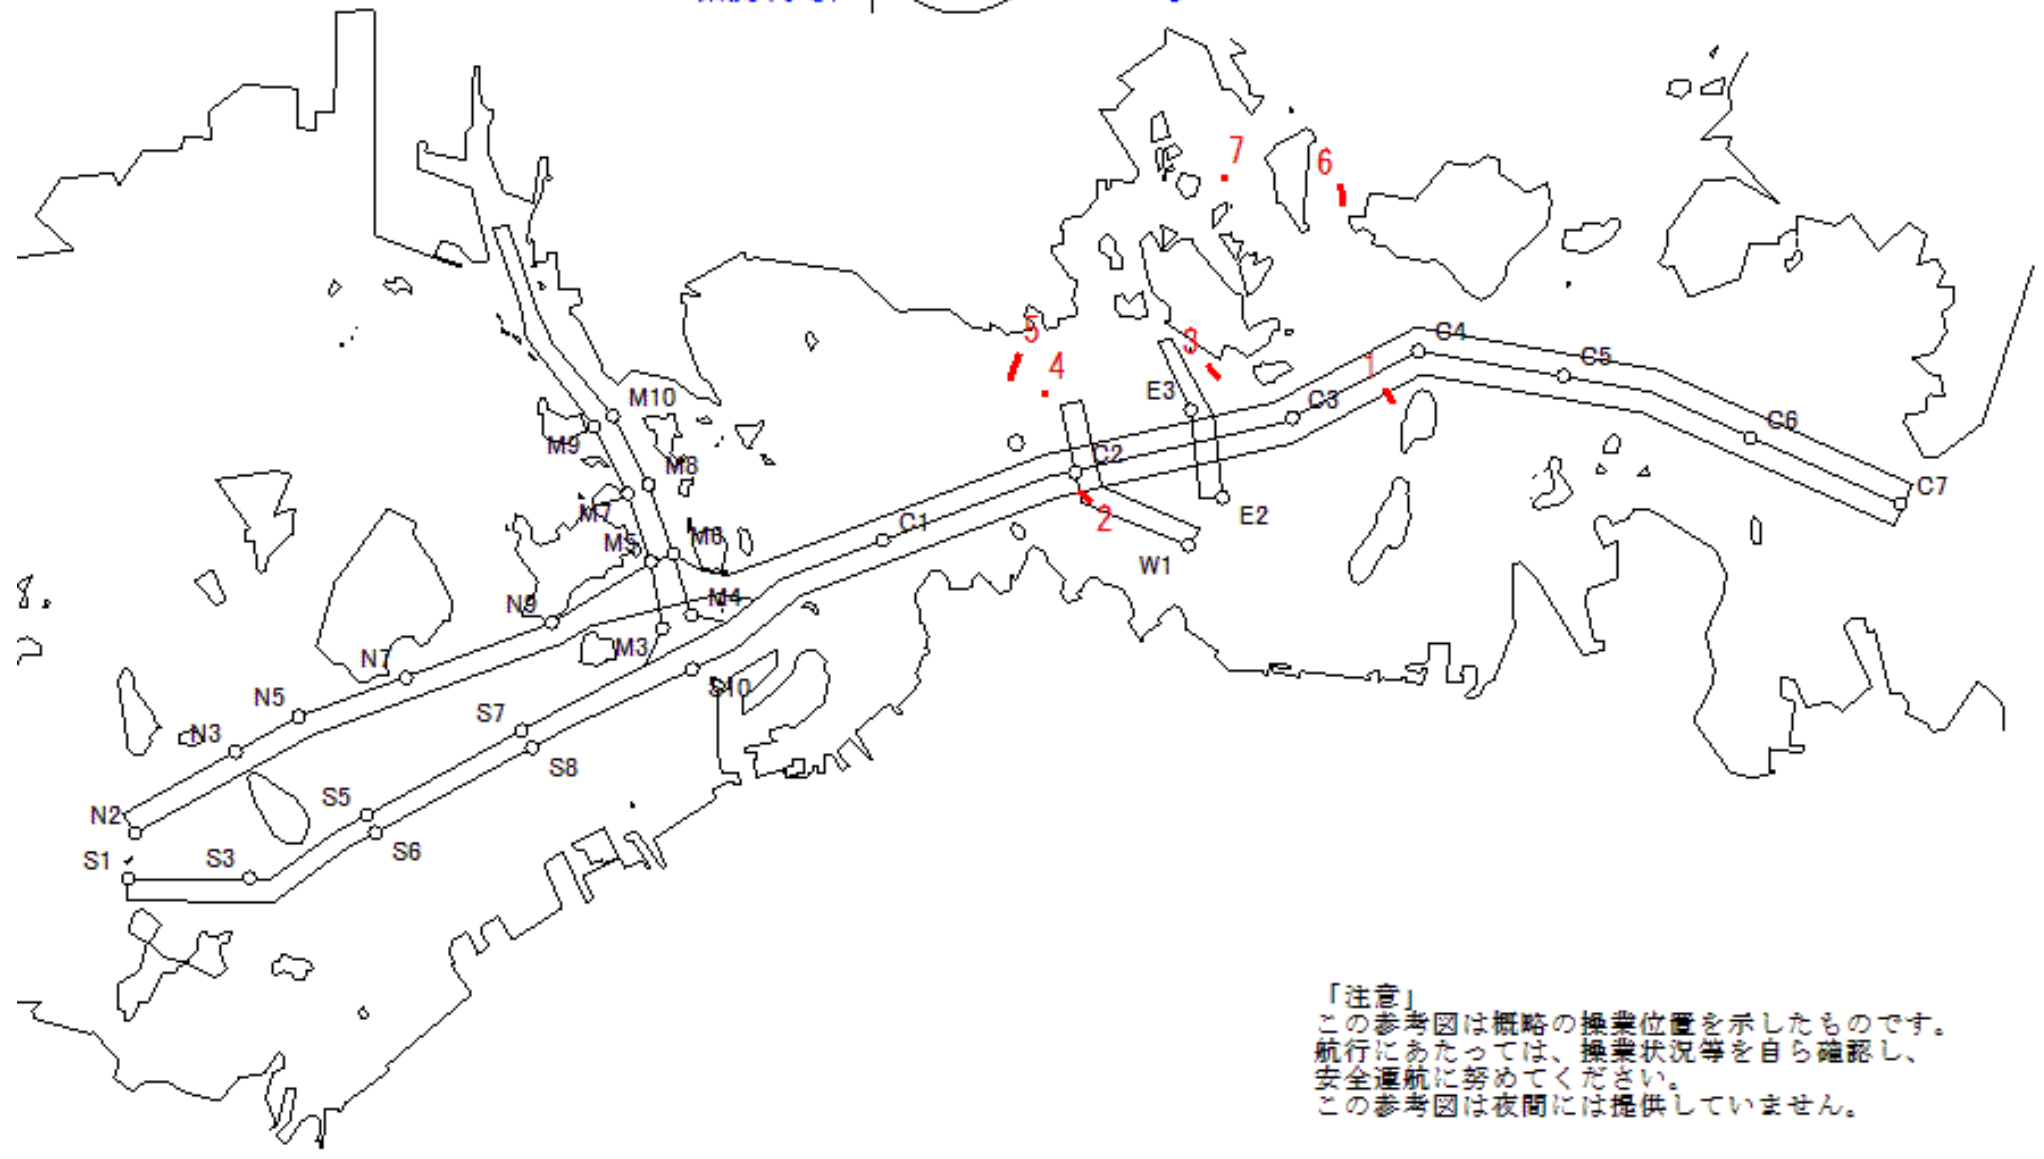 7
6
5
4
3
1
C4
C5
E3
C3
M10
C6
M9
C2
M8
C7
M7
2
E2
C1
M5
M6
W1
N9
M4
M3
N7
S10
N5
S7
N3
S8
S5
N2
S6
S1
S3
「注意」
この参考図は概略の操業位置を示したものです。
航行にあたっては、操業状況等を自ら確認し、
安全運航に努めてください。
この参考図は夜間には提供していません。